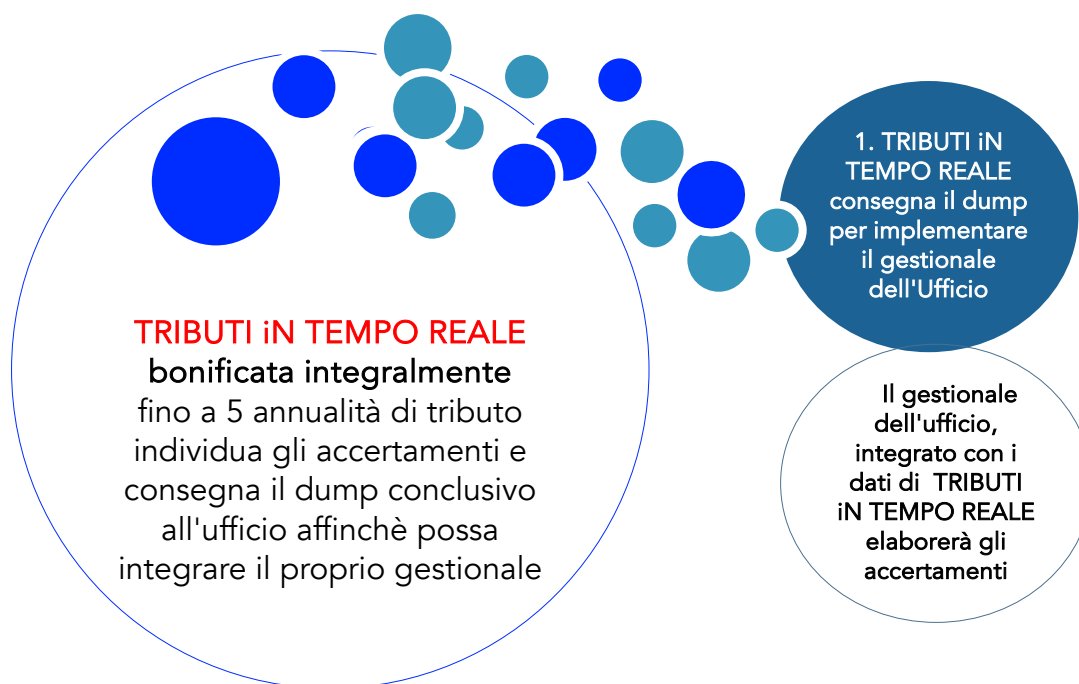 TRIBUTI iN TEMPO REALE
bonificata integralmente
fino a 5 annualità di tributo
individua gli accertamenti e
consegna il dump conclusivo
all'ufficio affinchè possa
integrare il proprio gestionale
1. TRIBUTI iN
TEMPO REALE
consegna il dump
per implementare
il gestionale
dell'Ufficio
Il gestionale
dell'ufficio,
integrato con i
dati di TRIBUTI
iN TEMPO REALE
elaborerà gli
accertamenti